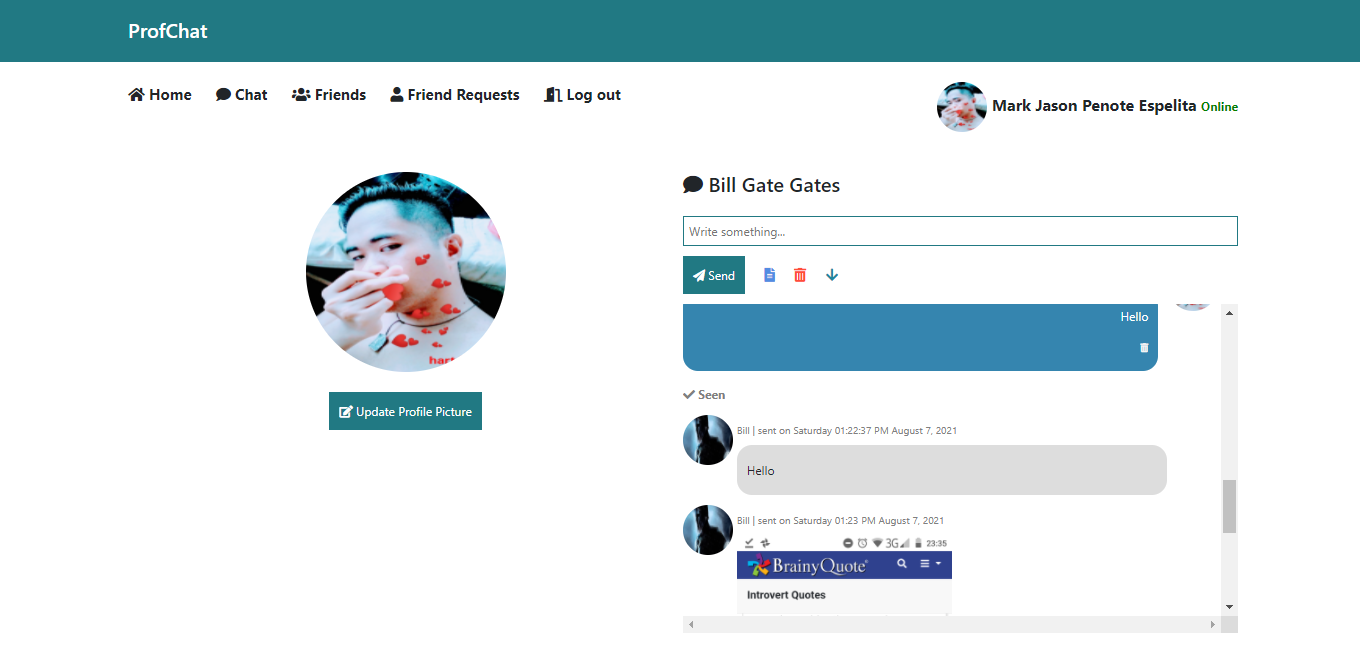 ProfChat
Home Chat Friends Friend Requests Log out
Mark Jason Penote Espelita Online
Bill Gate Gates
Write something...
Send
Hello
Seen
Bill | sent on Saturday 01:22:37 PM August 7, 2021
Hello
Bill | sent on Saturday 01:23 PM August 7, 2021
3G 23:35
BrainyQuote
Introvert Quotes
Update Profile Picture